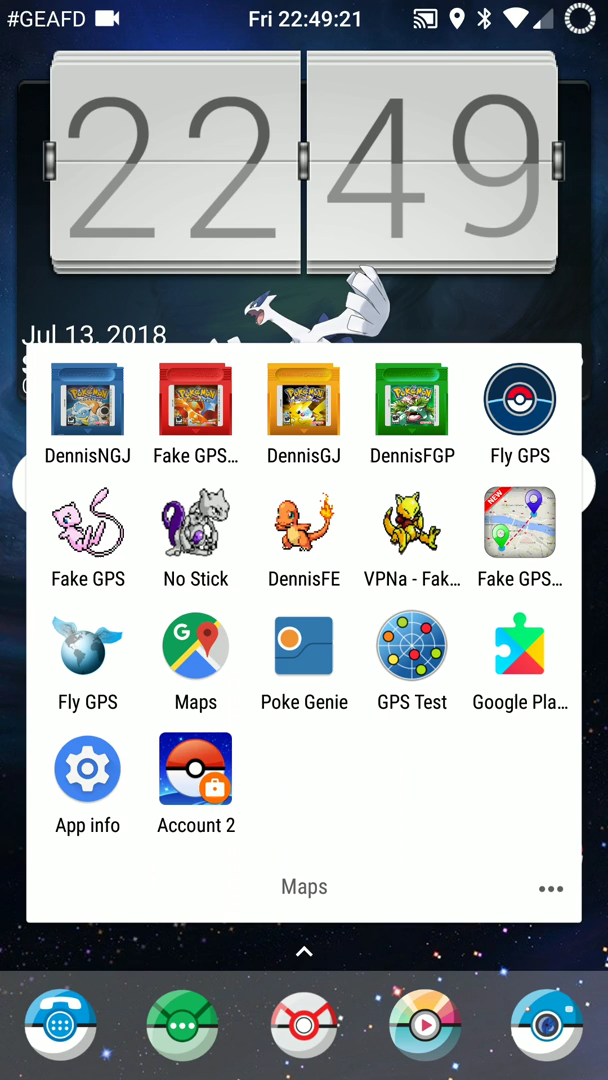 #GEAFD
Fri 22:49:21
22 49
Jul 13, 2018
DennisNGJ
Fake GPS...
DennisGJ
DennisFGP
Fly GPS
Fake GPS
No Stick
DennisFE
VPNa - Fak...
NEW
Fake GPS...
Fly GPS
G
Maps
Poke Genie
GPS Test
Google Pla...
App info
Account 2
Maps